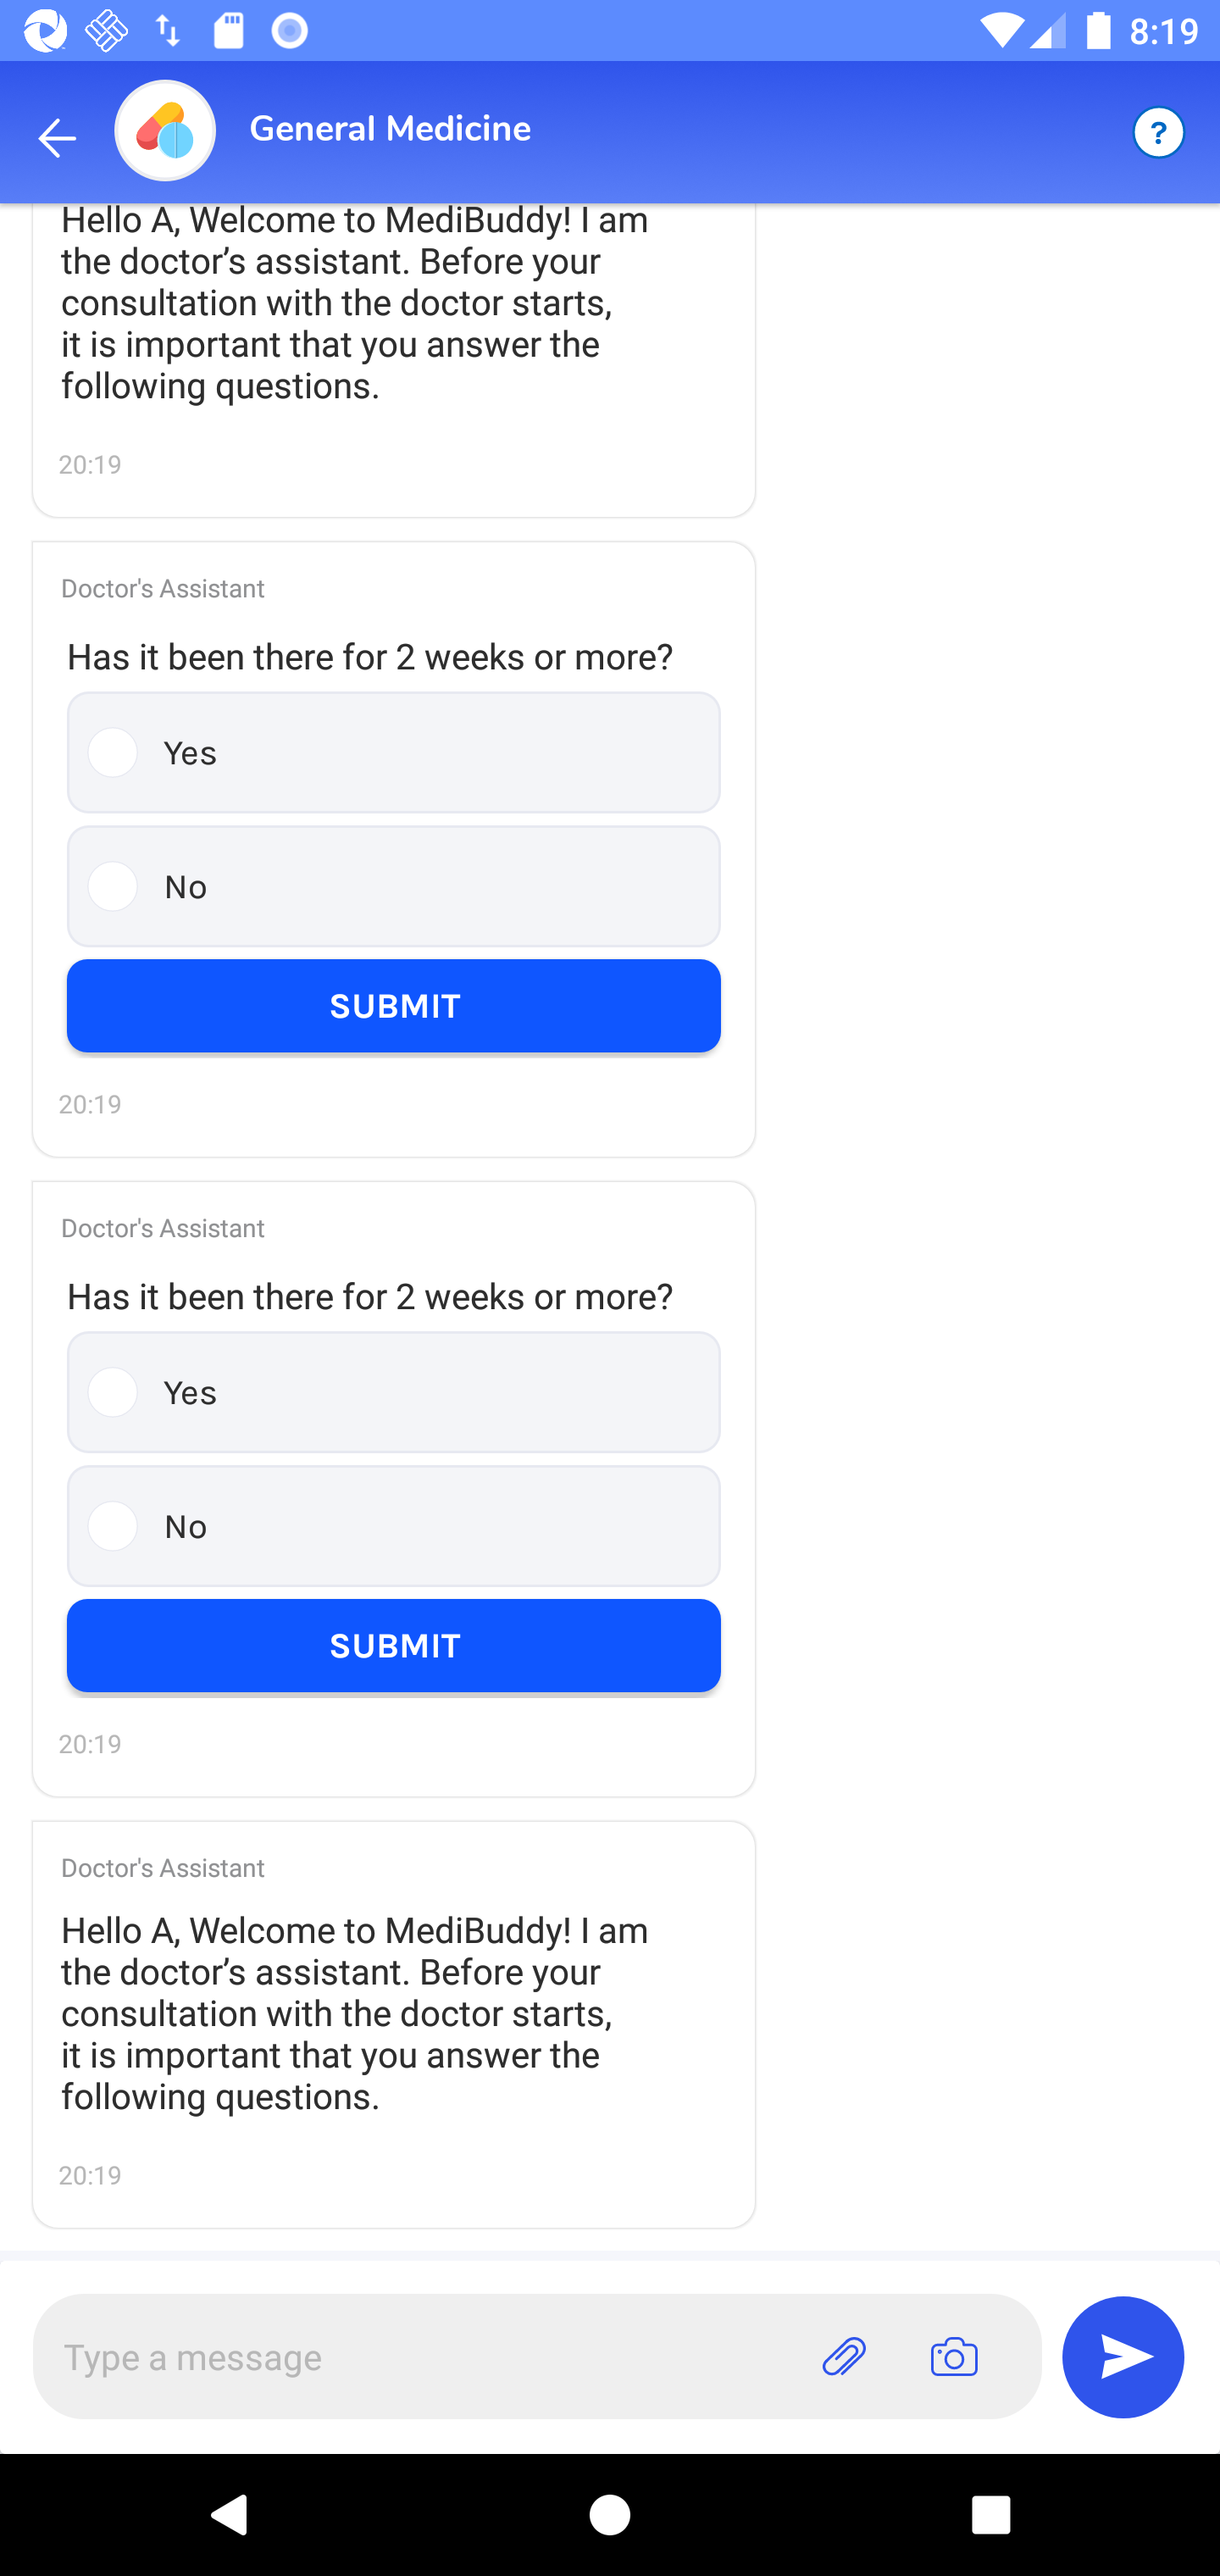 8:19
General Medicine
?
Hello A, Welcome to MediBuddy! I am
the doctor’s assistant. Before your
consultation with the doctor starts,
it is important that you answer the
following questions.
20:19
Doctor's Assistant
Has it been there for 2 weeks or more?
Yes
No
SUBMIT
20:19
Doctor's Assistant
Has it been there for 2 weeks or more?
Yes
No
SUBMIT
20:19
Doctor's Assistant
Hello A, Welcome to MediBuddy! I am
the doctor’s assistant. Before your
consultation with the doctor starts,
it is important that you answer the
following questions.
20:19
Type a message